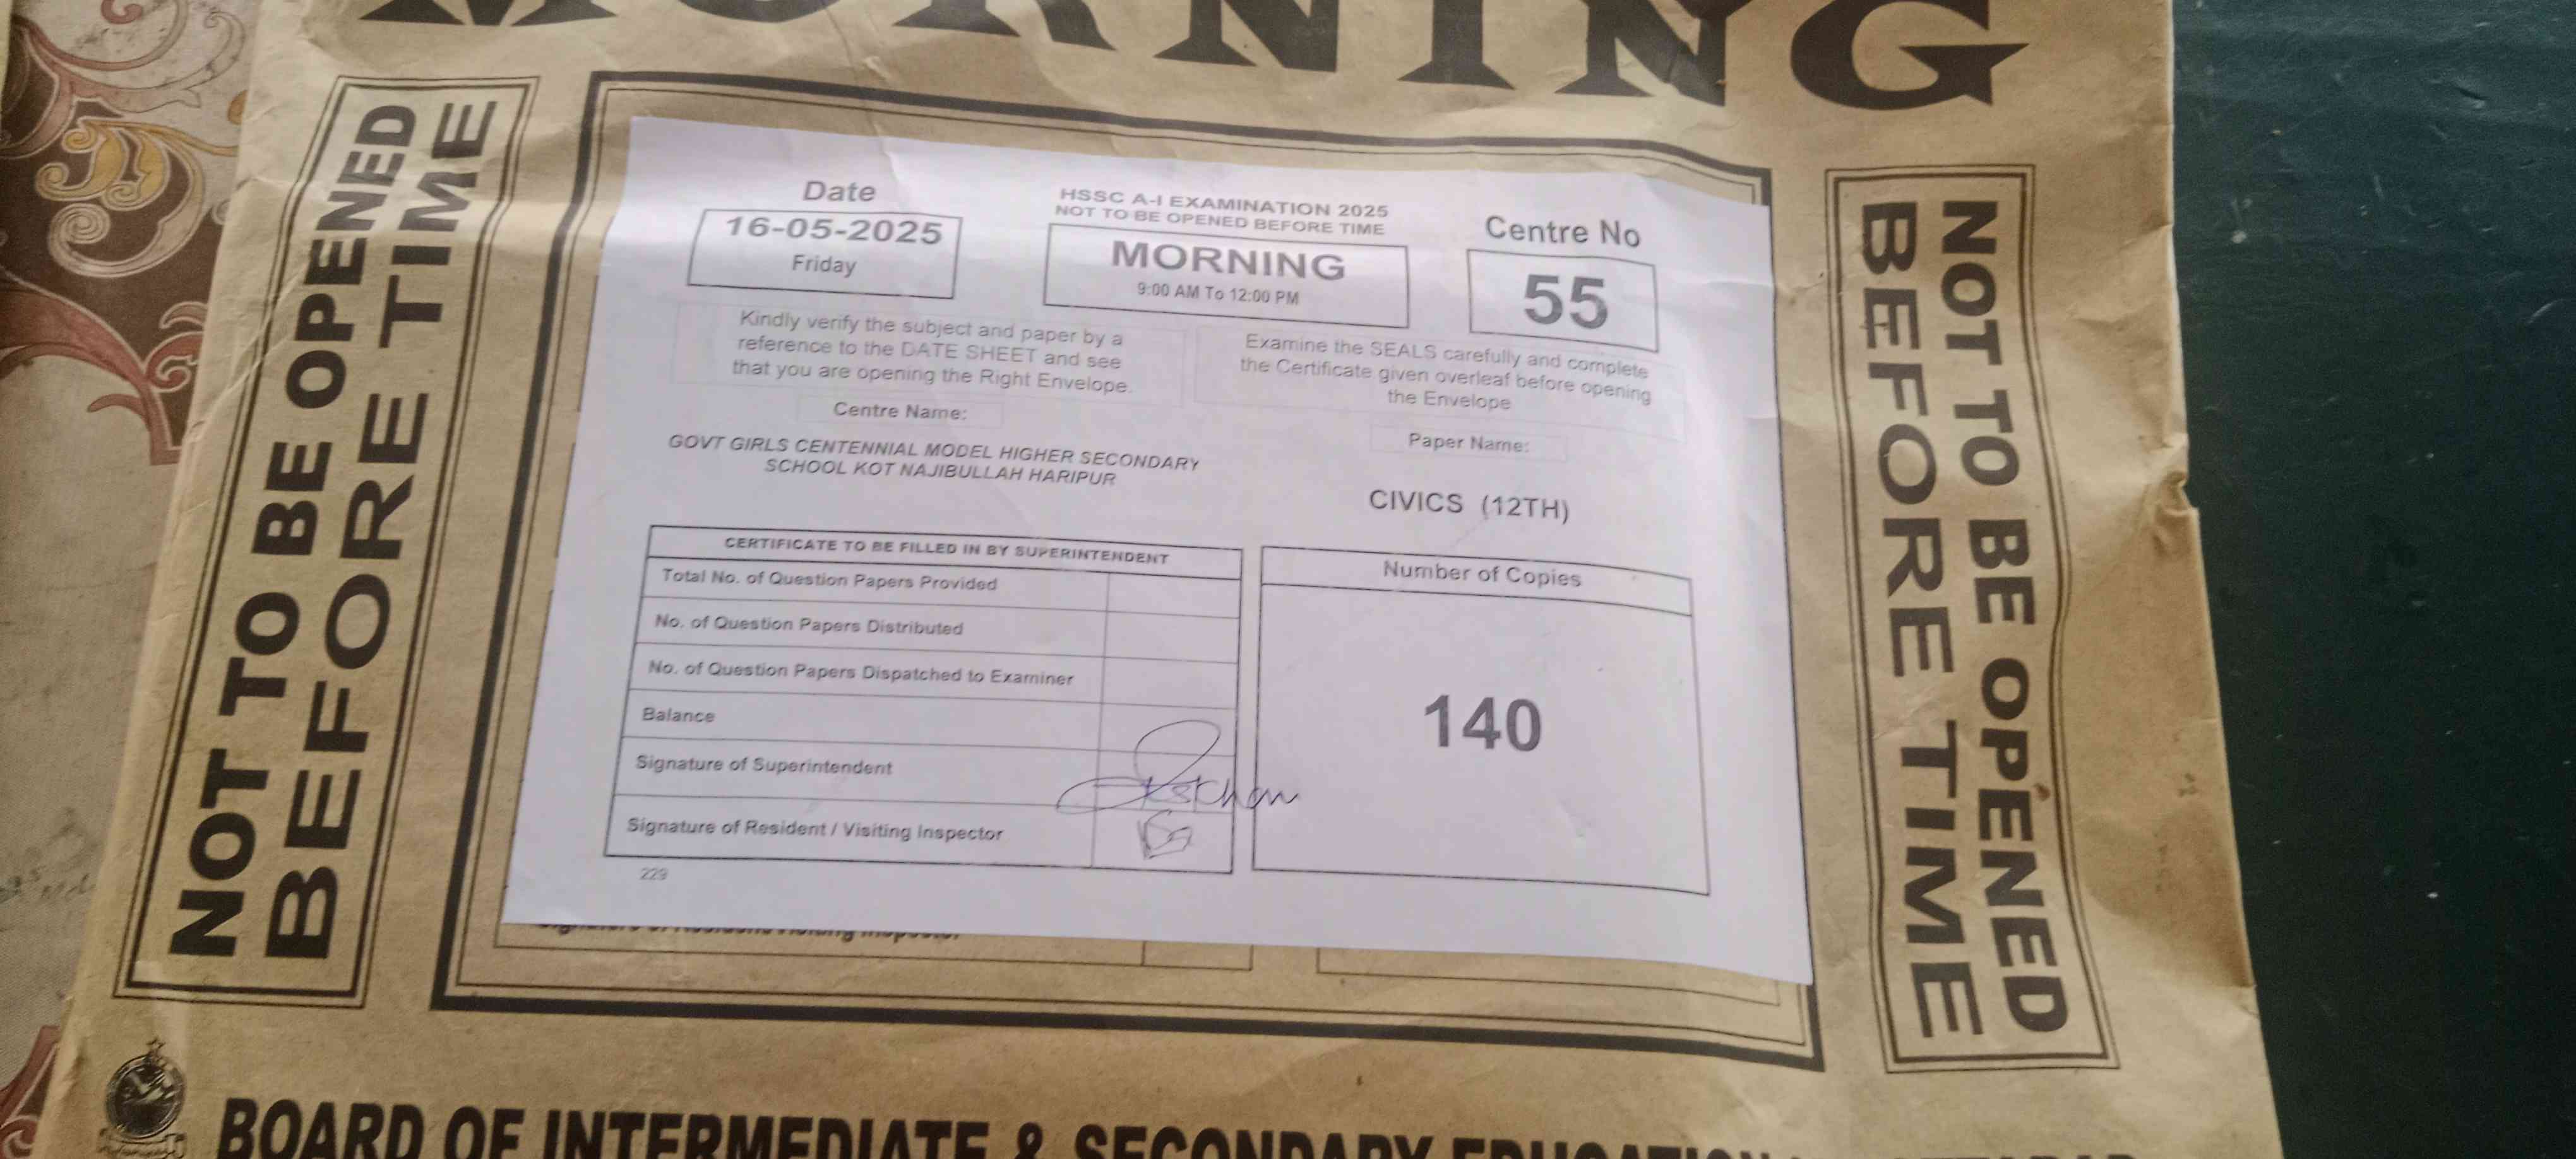 MORNING
NOT TO BE OPENED
BEFORE TIME
Date
16-05-2025
Friday
HSSC A-I EXAMINATION 2025
NOT TO BE OPENED BEFORE TIME
MORNING
9:00 AM To 12:00 PM
Centre No
55
Kindly verify the subject and paper by a
reference to the DATE SHEET and see
that you are opening the Right Envelope.
Examine the SEALS carefully and complete
the Certificate given overleaf before opening
the Envelope
Centre Name:
GOVT GIRLS CENTENNIAL MODEL HIGHER SECONDARY
SCHOOL KOT NAJIBULLAH HARIPUR
Paper Name:
CIVICS (12TH)
CERTIFICATE TO BE FILLED IN BY SUPERINTENDENT
Total No. of Question Papers Provided
No. of Question Papers Distributed
No. of Question Papers Dispatched to Examiner
Balance
Signature of Superintendent
Signature of Resident / Visiting Inspector
229
Number of Copies
140
NOT TO BE OPENED
BEFORE TIME
BOARD OF INTERMEDIATE & SECONDARY EDUCATION